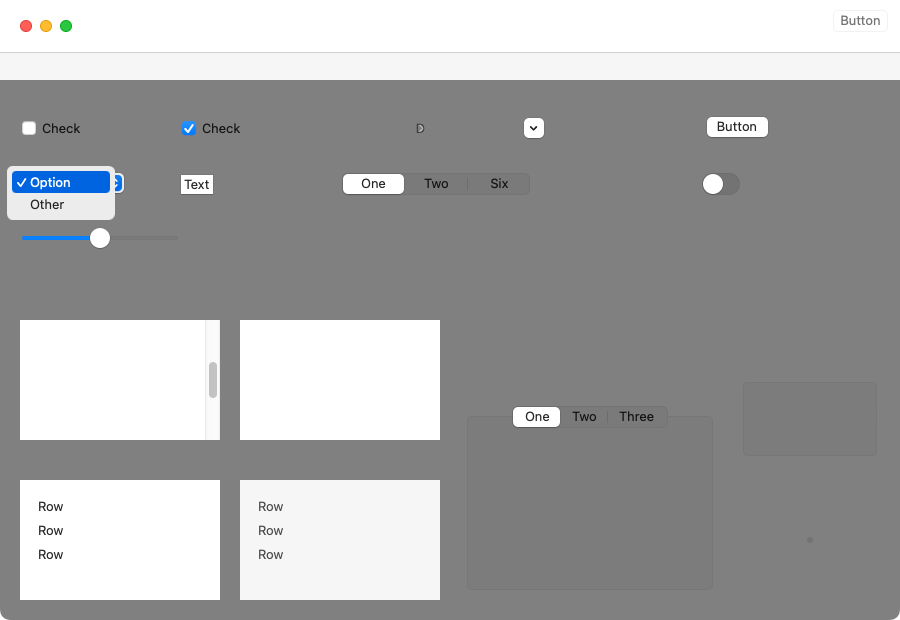 Button
Check
Check
D
Button
Option
Other
Text
One Two Six
One Two Three
Row
Row
Row
Row
Row
Row